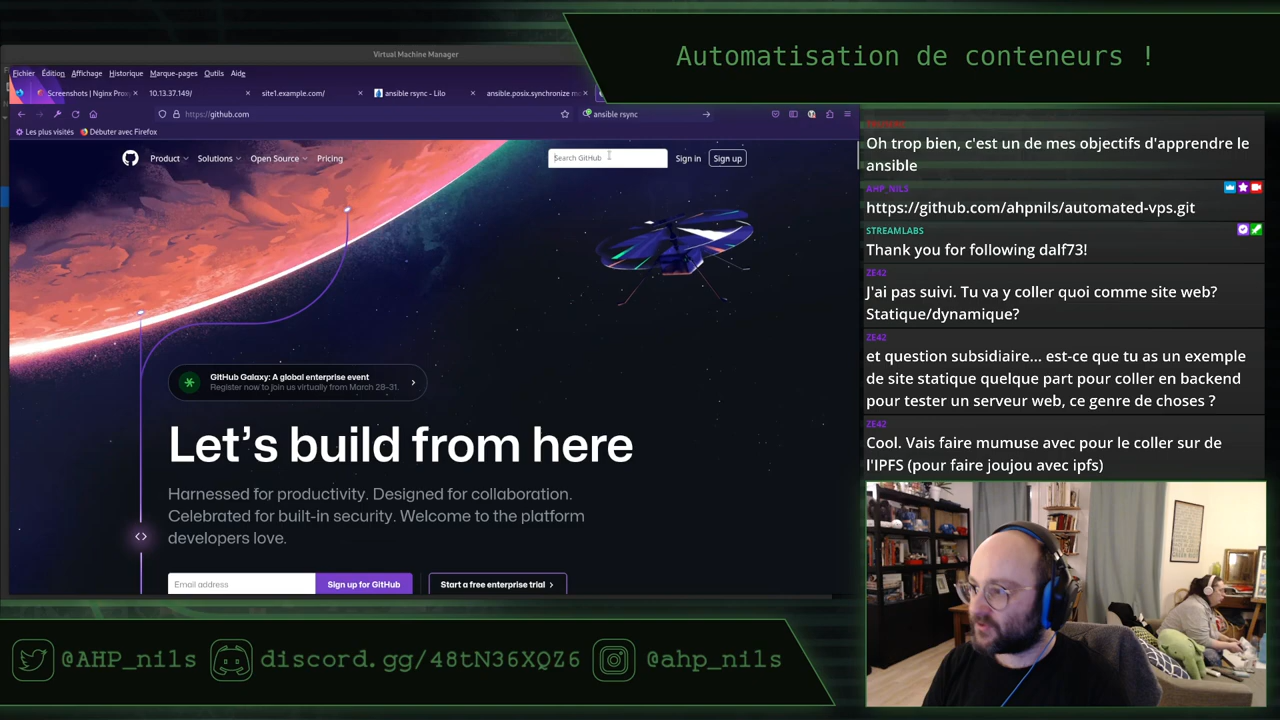 Automatisation de conteneurs !
Virtual Machine Manager
Fichier Édition Affichage Historique Marque-pages Outils Aide
Screenshots | Nginx Proxy
10.13.37.149/
site1.example.com/
ansible rsync - Lilo
ansible.posix.synchronize
https://github.com
ansible rsync
Les plus visités Débuter avec Firefox
Product Solutions Open Source Pricing
Search GitHub
Sign in
Sign up
GitHub Galaxy: A global enterprise event
Register now to join us virtually from March 28-31.
Let's build from here
Harnessed for productivity. Designed for collaboration.
Celebrated for built-in security. Welcome to the platform
developers love.
Email address
Sign up for GitHub
Start a free enterprise trial
Oh trop bien, c'est un de mes objectifs d'apprendre le
ansible
AHP_NILS
https://github.com/ahpnils/automated-vps.git
STREAMLABS
Thank you for following dalf73!
ZE42
J'ai pas suivi. Tu va y coller quoi comme site web?
Statique/dynamique?
ZE42
et question subsidiaire... est-ce que tu as un exemple
de site statique quelque part pour coller en backend
pour tester un serveur web, ce genre de choses ?
ZE42
Cool. Vais faire mumuse avec pour le coller sur de
l'IPFS (pour faire joujou avec ipfs)
@AHP_nils
discord.gg/48tN36XQZ6
@ahp_nils